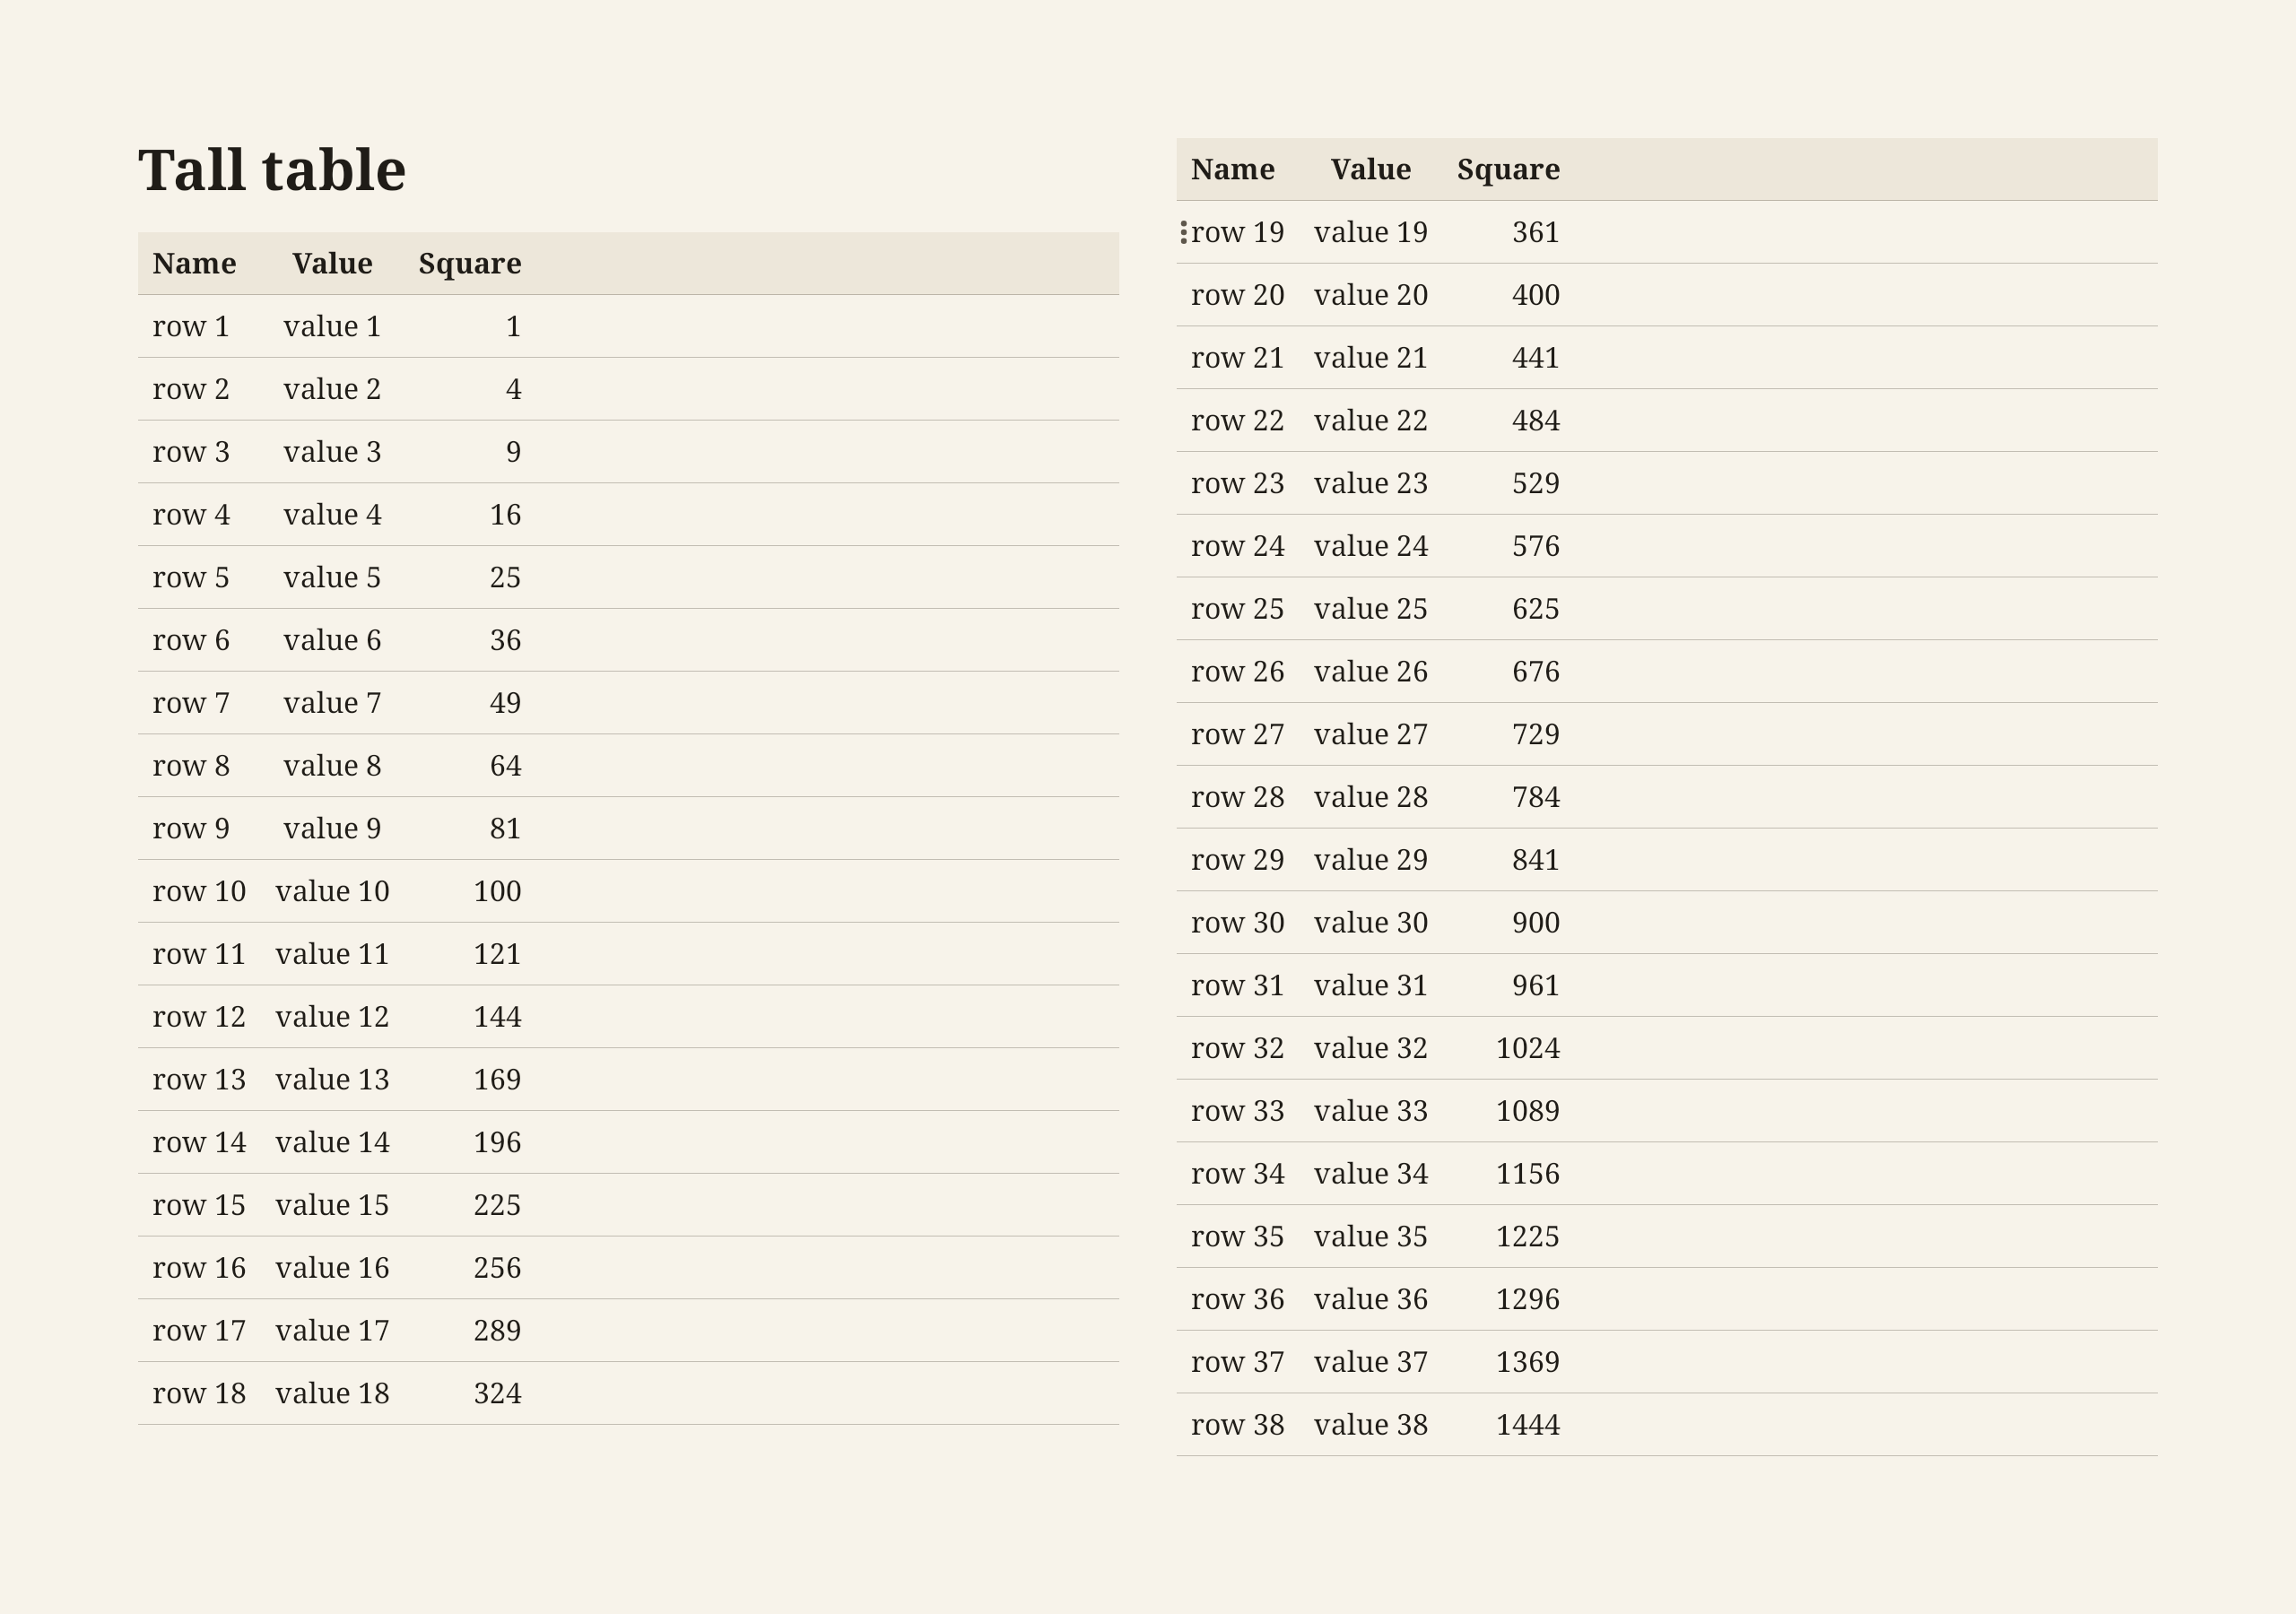 Tall table
Name Value Square
row 1 value 1 1
row 2 value 2 4
row 3 value 3 9
row 4 value 4 16
row 5 value 5 25
row 6 value 6 36
row 7 value 7 49
row 8 value 8 64
row 9 value 9 81
row 10 value 10 100
row 11 value 11 121
row 12 value 12 144
row 13 value 13 169
row 14 value 14 196
row 15 value 15 225
row 16 value 16 256
row 17 value 17 289
row 18 value 18 324
Name Value Square
row 19 value 19 361
row 20 value 20 400
row 21 value 21 441
row 22 value 22 484
row 23 value 23 529
row 24 value 24 576
row 25 value 25 625
row 26 value 26 676
row 27 value 27 729
row 28 value 28 784
row 29 value 29 841
row 30 value 30 900
row 31 value 31 961
row 32 value 32 1024
row 33 value 33 1089
row 34 value 34 1156
row 35 value 35 1225
row 36 value 36 1296
row 37 value 37 1369
row 38 value 38 1444